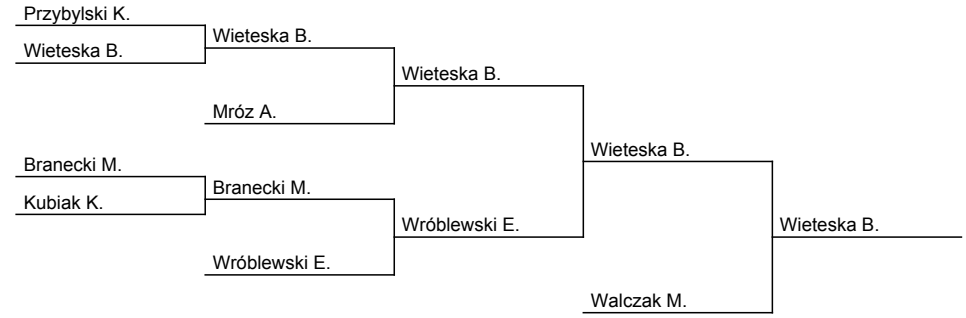 Przybylski K.
Wieteska B.
Wieteska B.
Wieteska B.
Mróz A.
Wieteska B.
Branecki M.
Branecki M.
Kubiak K.
Wróblewski E.
Wieteska B.
Wróblewski E.
Walczak M.